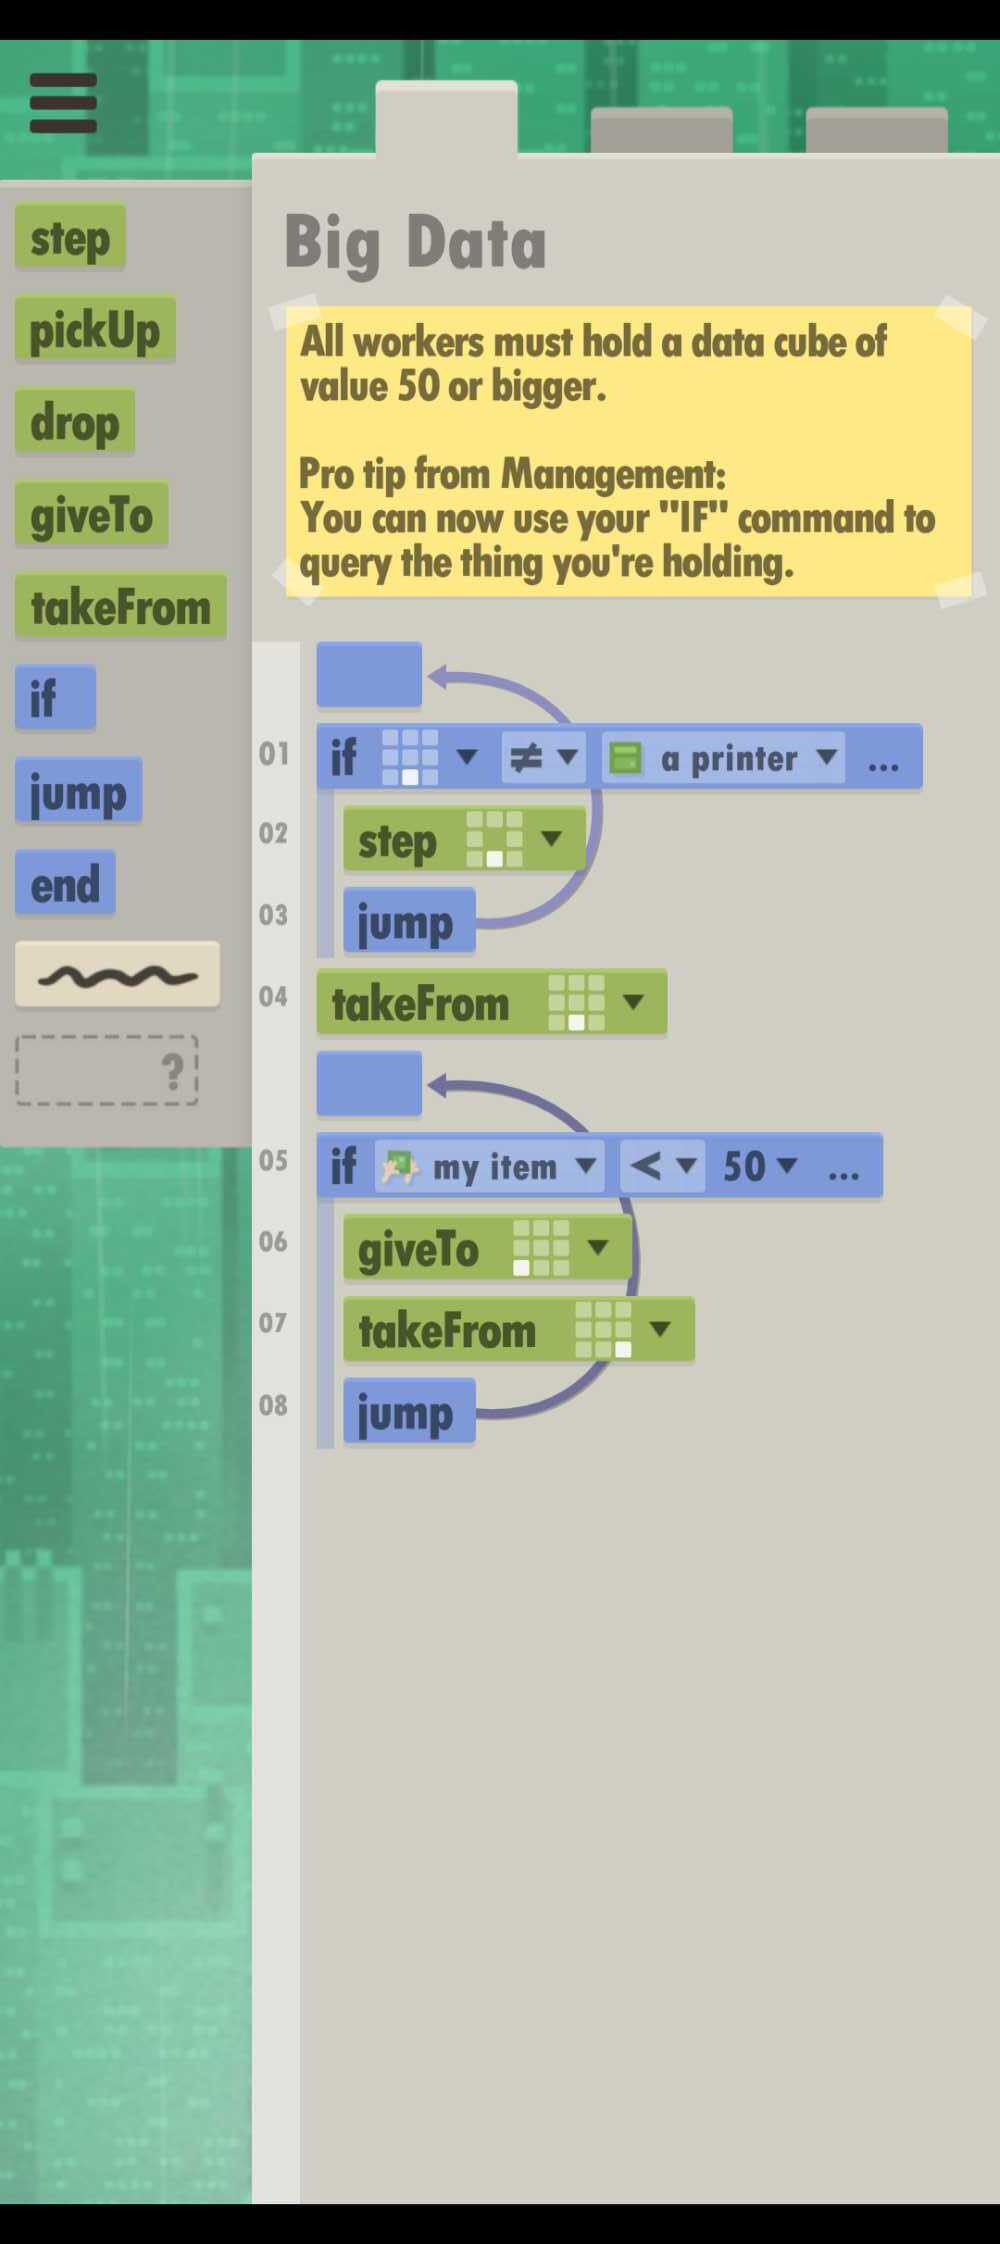 Big Data
All workers must hold a data cube of
value 50 or bigger.
Pro tip from Management:
You can now use your "IF" command to
query the thing you're holding.
step
pickUp
drop
giveTo
takeFrom
if
jump
end
?
01 if ≠ a printer ...
02 step
03 jump
04 takeFrom
05 if my item < 50 ...
06 giveTo
07 takeFrom
08 jump